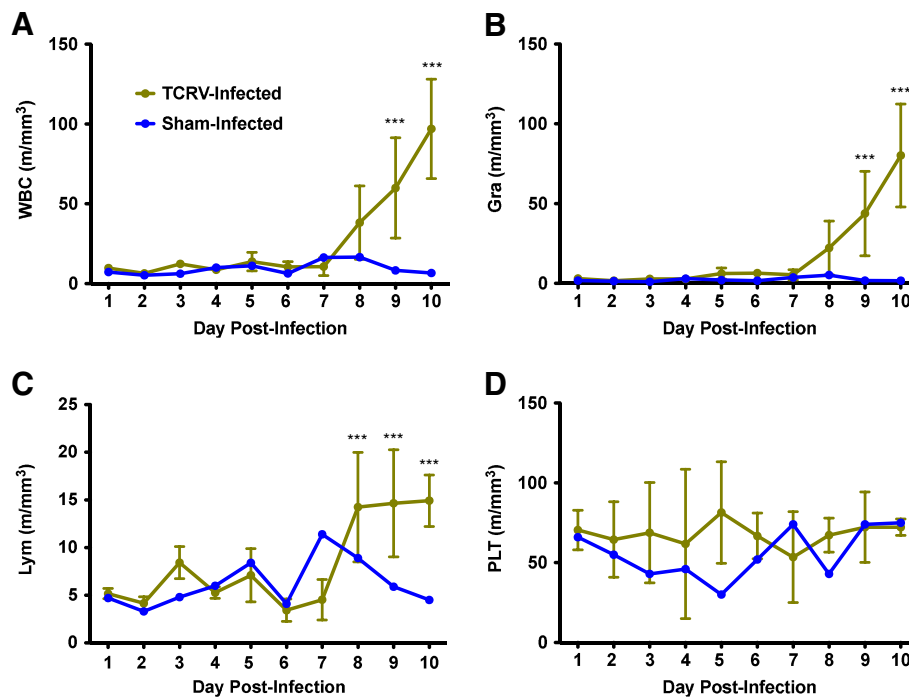 A
WBC (m/mm³)
150
100
50
0
TCRV-Infected
Sham-Infected
***
***
1 2 3 4 5 6 7 8 9 10
Day Post-Infection
B
Gra (m/mm³)
150
100
50
0
***
***
1 2 3 4 5 6 7 8 9 10
Day Post-Infection
C
Lym (m/mm³)
25
20
15
10
5
0
*** *** ***
1 2 3 4 5 6 7 8 9 10
Day Post-Infection
D
PLT (m/mm³)
150
100
50
0
1 2 3 4 5 6 7 8 9 10
Day Post-Infection